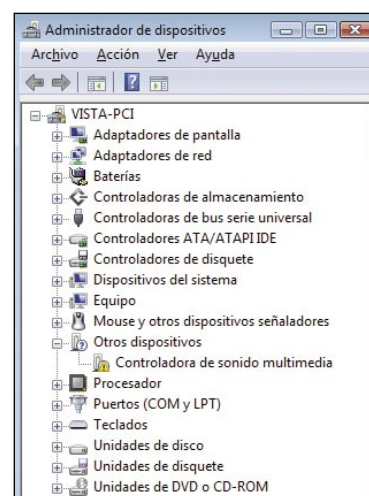 Administrador de dispositivos
Archivo Acción Ver Ayuda
VISTA-PCI
Adaptadores de pantalla
Adaptadores de red
Baterías
Controladoras de almacenamiento
Controladoras de bus serie universal
Controladores ATA/ATAPI IDE
Controladores de disquete
Dispositivos del sistema
Equipo
Mouse y otros dispositivos señaladores
Otros dispositivos
Controladora de sonido multimedia
Procesador
Puertos (COM y LPT)
Teclados
Unidades de disco
Unidades de disquete
Unidades de DVD o CD-ROM